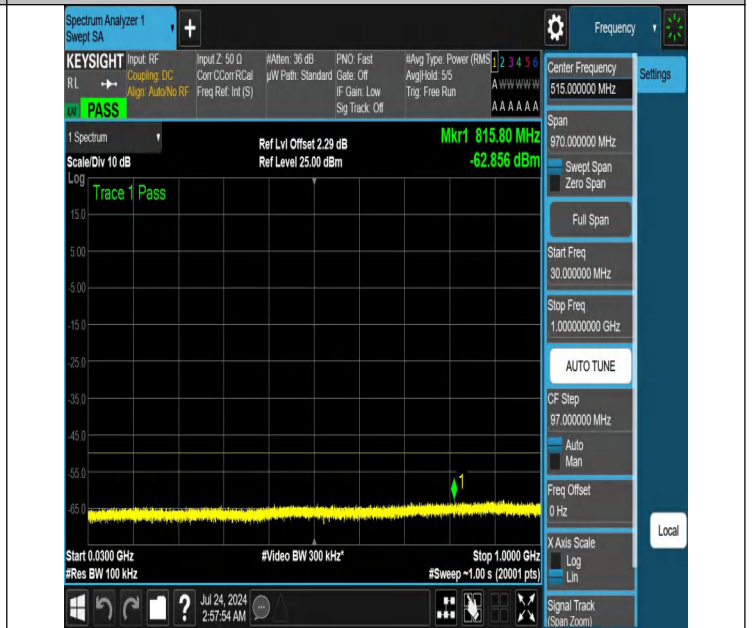 Spectrum Analyzer 1
Swept SA
+
Frequency
KEYSIGHT
RL
PASS
Input: RF
Coupling: DC
Align: Auto/No RF
Input Z: 50 Ω
Corr CCorr RCal
Freq Ref: Int (S)
#Atten: 36 dB
µW Path: Standard
PNO: Fast
Gate: Off
IF Gain: Low
Sig Track: Off
#Avg Type: Power (RMS
Avg|Hold: 5/5
Trig: Free Run
1 2 3 4 5 6
A W W W W W
A A A A A A
1 Spectrum
Scale/Div 10 dB
Ref Lvl Offset 2.29 dB
Ref Level 25.00 dBm
Mkr1 815.80 MHz
-62.856 dBm
Log
Trace 1 Pass
15.0
5.00
-5.00
-15.0
-25.0
-35.0
-45.0
-55.0
-65.0
1
Start 0.0300 GHz
#Res BW 100 kHz
#Video BW 300 kHz*
Stop 1.0000 GHz
#Sweep ~1.00 s (20001 pts)
Center Frequency
515.000000 MHz
Span
970.000000 MHz
Swept Span
Zero Span
Full Span
Start Freq
30.000000 MHz
Stop Freq
1.000000000 GHz
AUTO TUNE
CF Step
97.000000 MHz
Auto
Man
Freq Offset
0 Hz
X Axis Scale
Log
Lin
Signal Track
(Span Zoom)
Settings
Local
?
Jul 24, 2024
2:57:54 AM